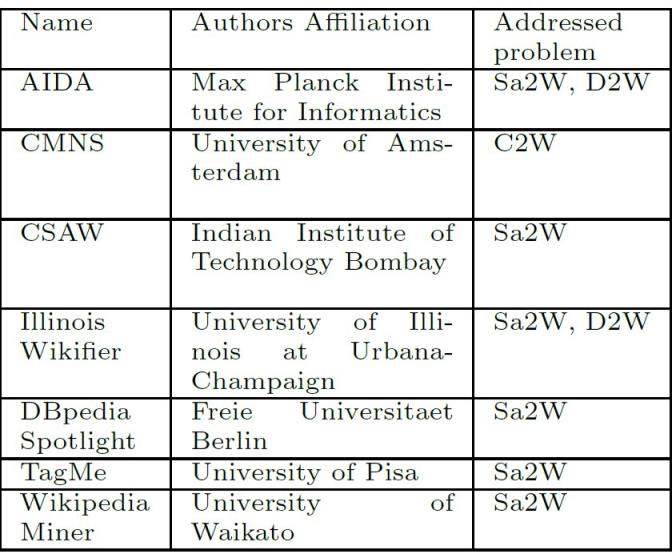 Name Authors Affiliation Addressed
problem
AIDA Max Planck Insti- Sa2W, D2W
tute for Informatics
CMNS University of Ams- C2W
terdam
CSAW Indian Institute of Sa2W
Technology Bombay
Illinois University of Illi- Sa2W, D2W
Wikifier nois at Urbana-
Champaign
DBpedia Freie Universitaet Sa2W
Spotlight Berlin
TagMe University of Pisa Sa2W
Wikipedia University of Sa2W
Miner Waikato